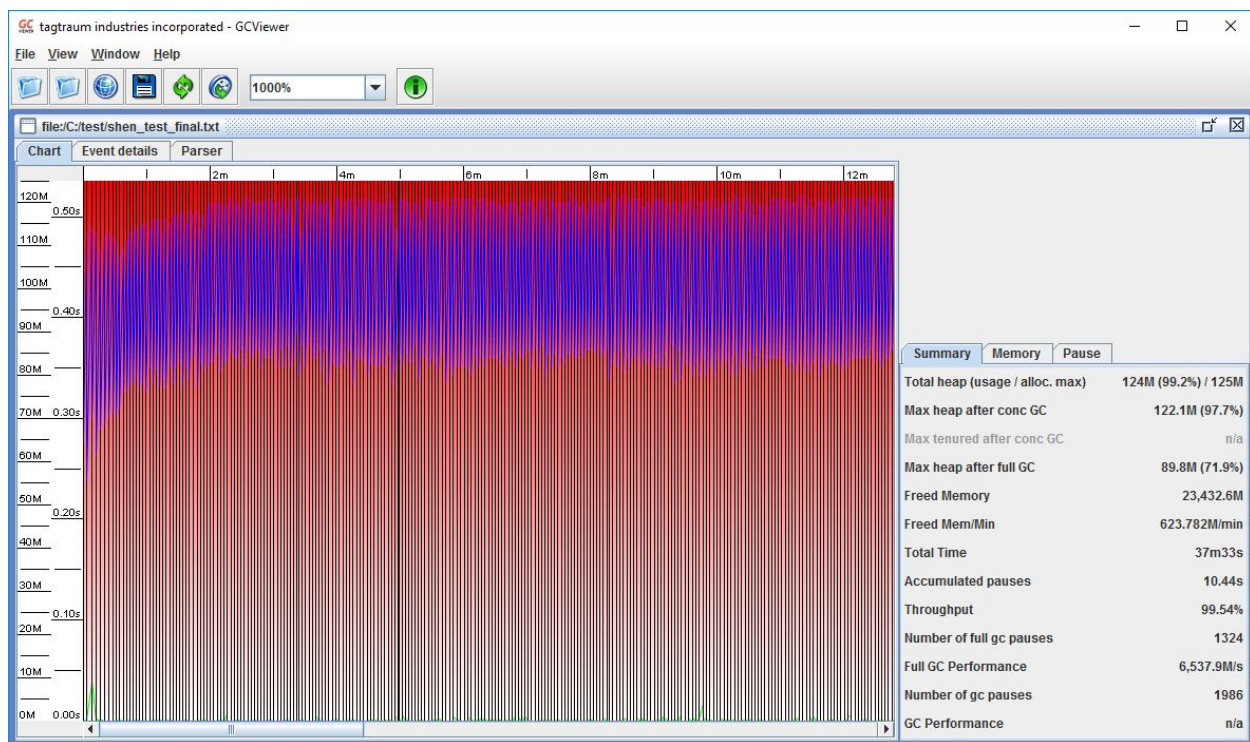 GC VIEWER tagtraum industries incorporated - GCViewer
File View Window Help
1000%
file:/C:/test/shen_test_final.txt
Chart Event details Parser
2m 4m 6m 8m 10m 12m
120M
0.50s
110M
100M
0.40s
90M
80M
70M 0.30s
60M
50M
0.20s
40M
30M
0.10s
20M
10M
0M 0.00s
Summary Memory Pause
Total heap (usage / alloc. max) 124M (99.2%) / 125M
Max heap after conc GC 122.1M (97.7%)
Max tenured after conc GC n/a
Max heap after full GC 89.8M (71.9%)
Freed Memory 23,432.6M
Freed Mem/Min 623.782M/min
Total Time 37m33s
Accumulated pauses 10.44s
Throughput 99.54%
Number of full gc pauses 1324
Full GC Performance 6,537.9M/s
Number of gc pauses 1986
GC Performance n/a